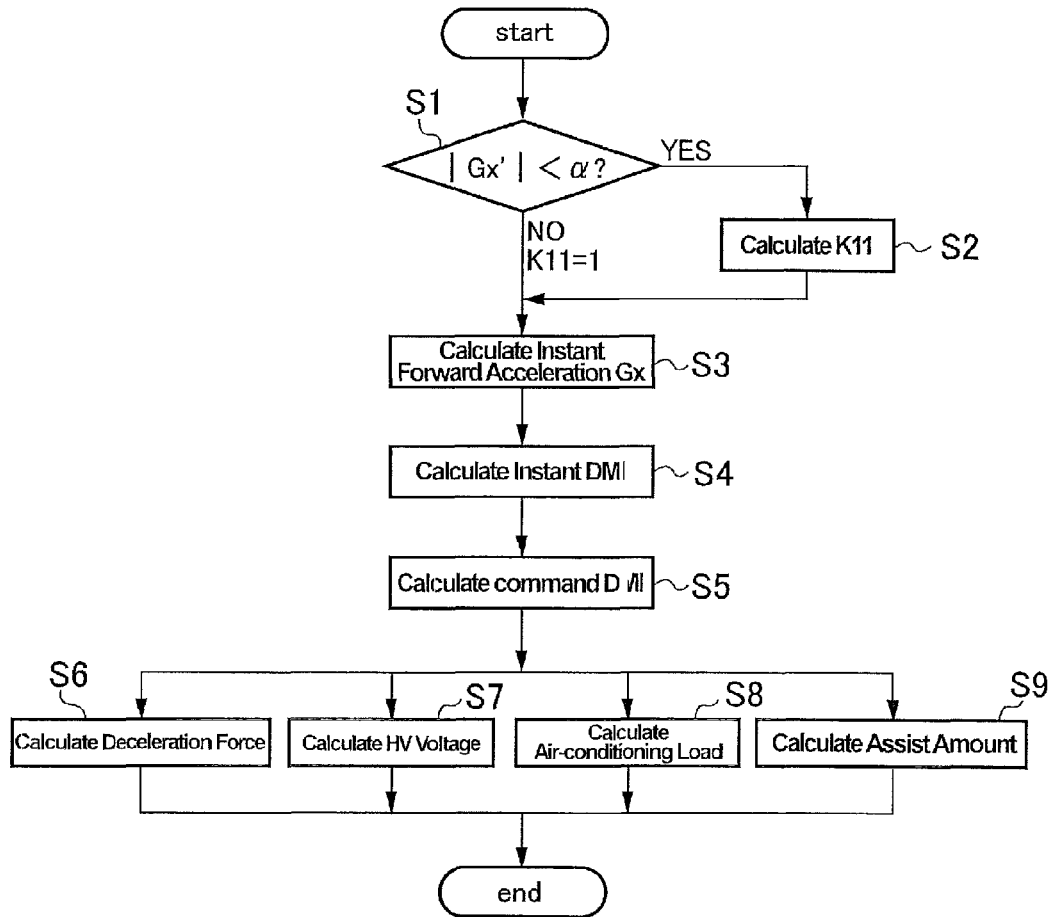 start
S1
| Gx' | < α ?
YES
NO
K11=1
Calculate K11
S2
Calculate Instant
Forward Acceleration Gx
S3
Calculate Instant DMI
S4
Calculate command
S5
S6
Calculate Deceleration Force
S7
Calculate HV Voltage
S8
Calculate
Air-conditioning Load
S9
Calculate Assist Amount
end